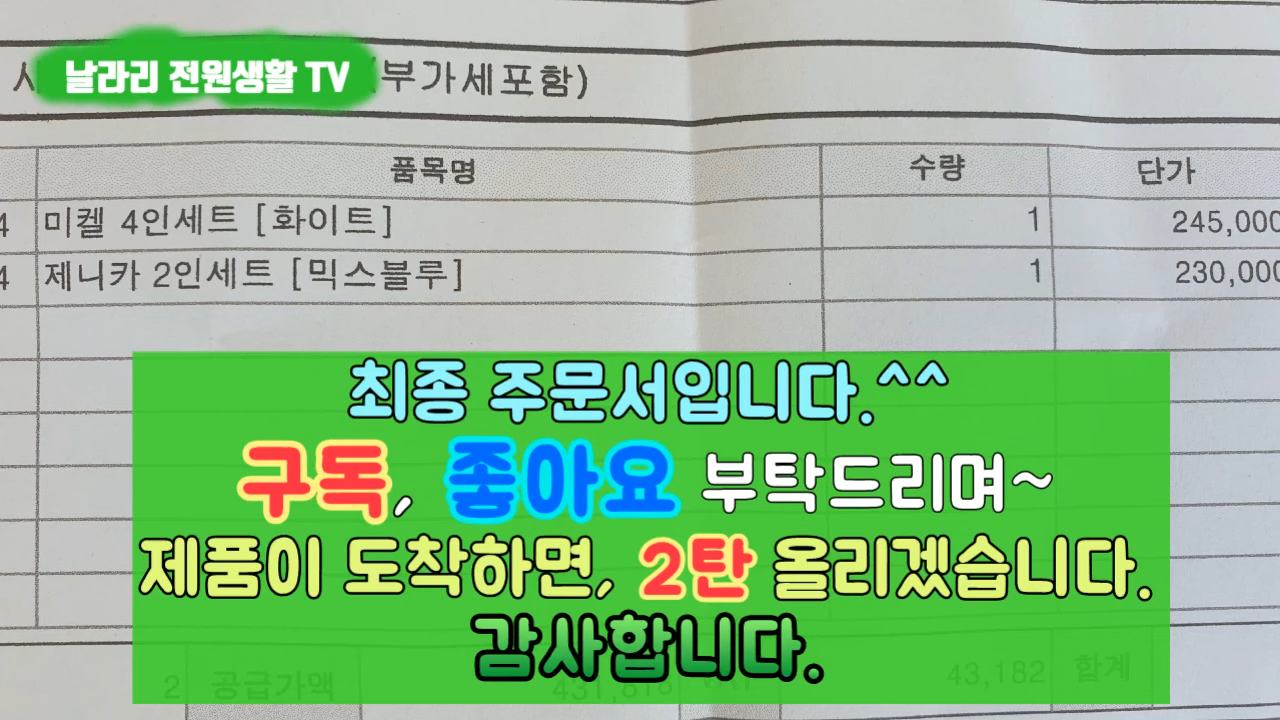 날라리 전원생활 TV (부가세포함)
품목명 수량 단가
4 미켈 4인세트 [화이트] 1 245,000
4 제니카 2인세트 [믹스블루] 1 230,000
최종 주문서입니다.^^
구독, 좋아요 부탁드리며~
제품이 도착하면, 2탄 올리겠습니다.
감사합니다.
2 공급가액 431,818 43,182 합계